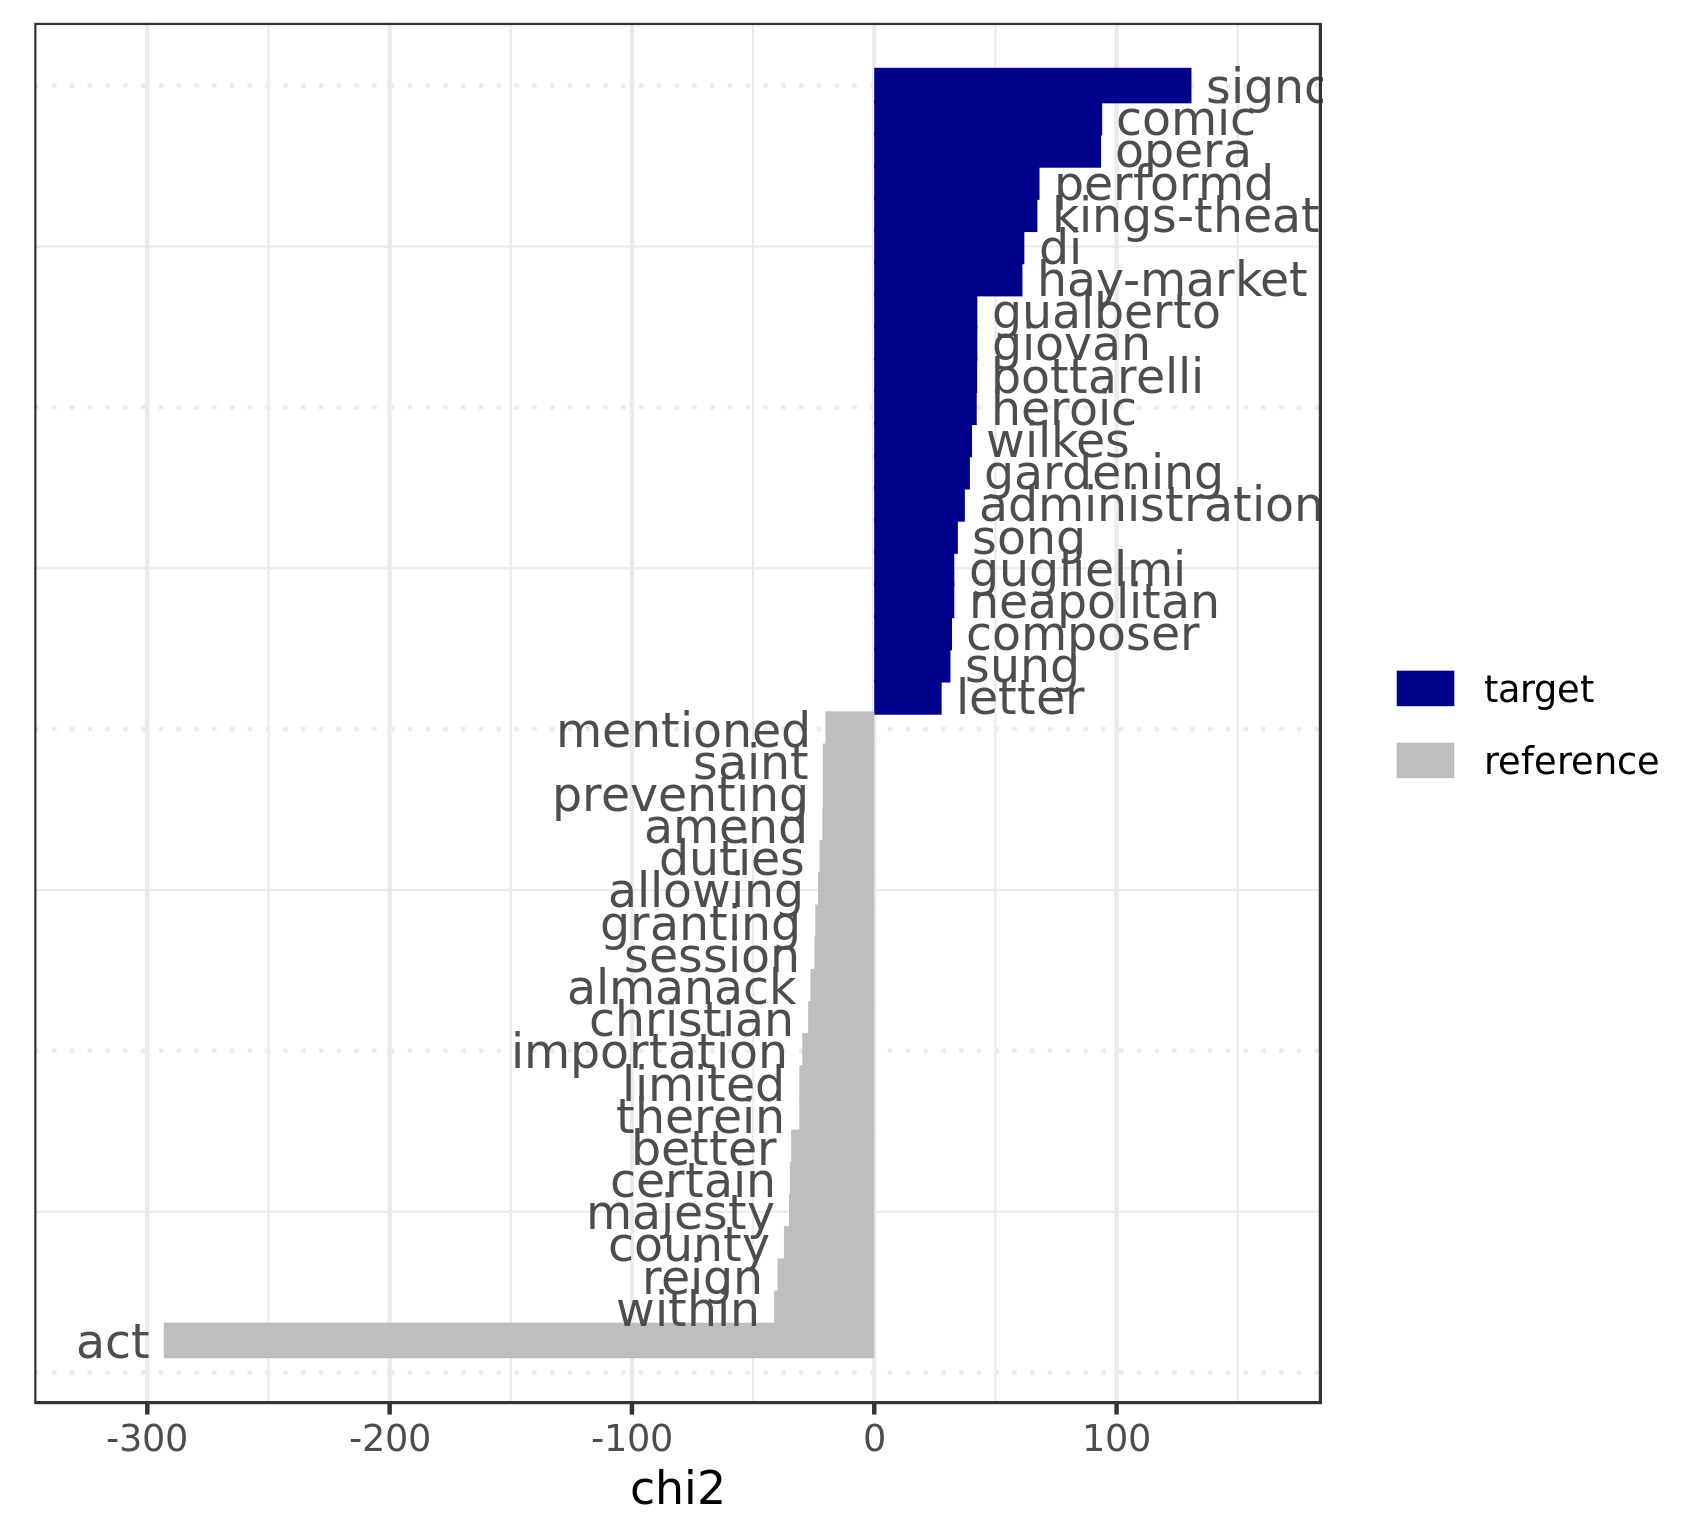 signo
comic
opera
performd
kings-theat
di
hay-market
gualberto
giovan
bottarelli
heroic
wilkes
gardening
administration
song
guglielmi
neapolitan
composer
sung
letter
mentioned
saint
preventing
amend
duties
allowing
granting
session
almanack
christian
importation
limited
therein
better
certain
majesty
county
reign
within
act
target
reference
-300 -200 -100 0 100
chi2